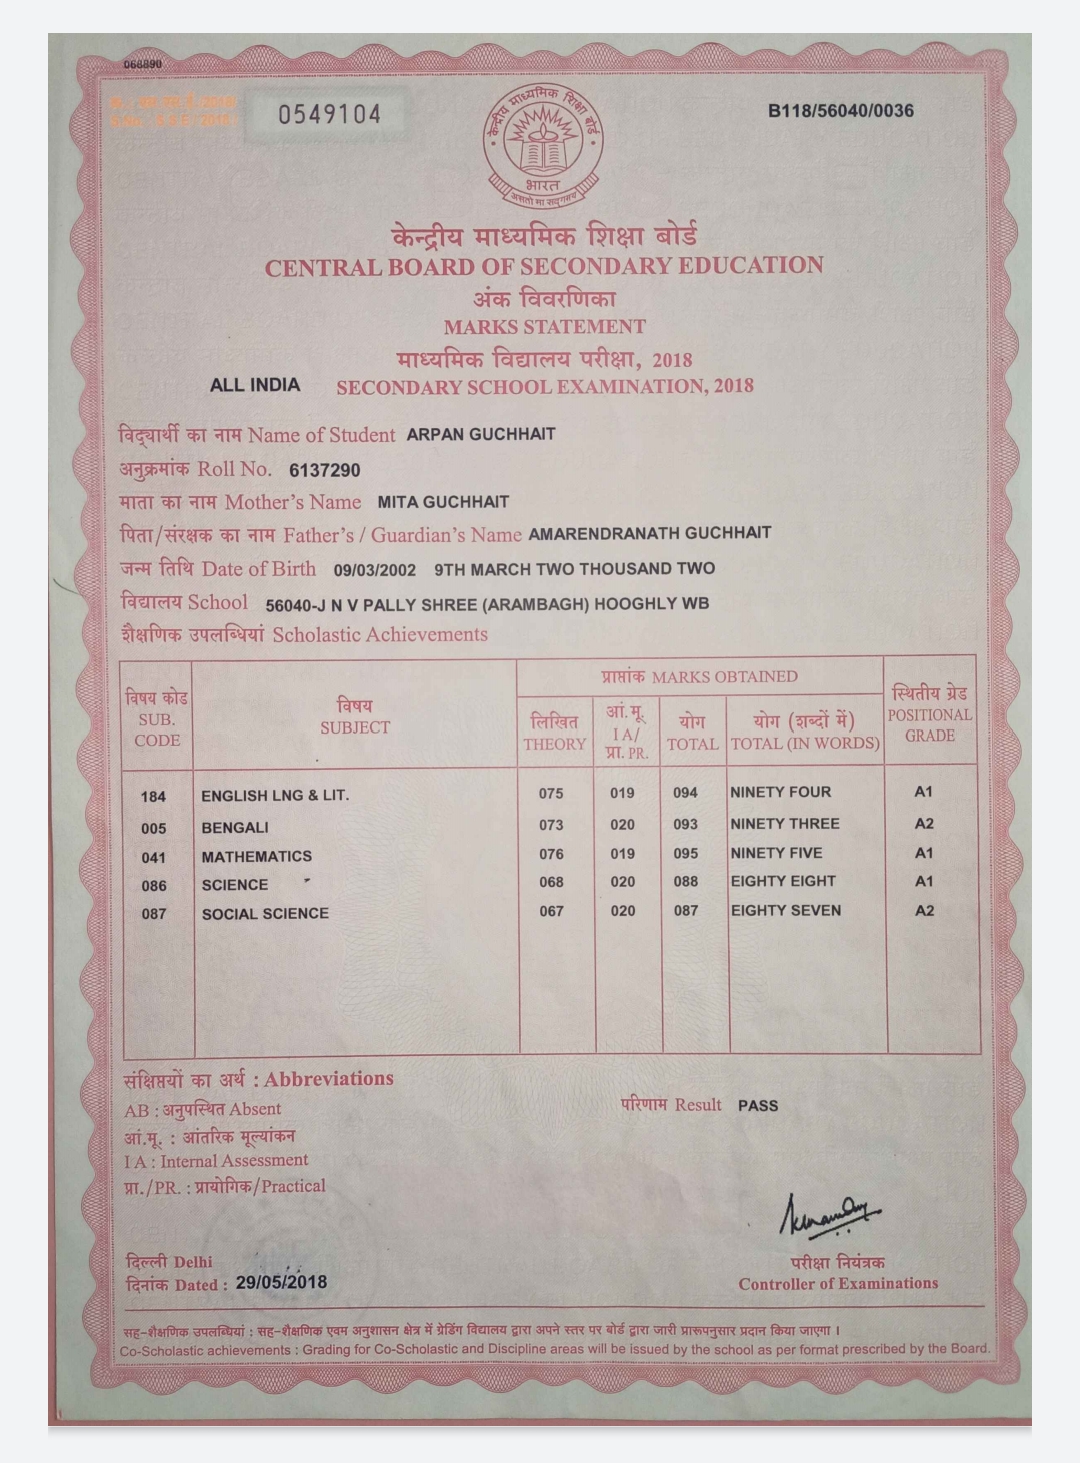 068890
0549104
B118/56040/0036
केन्द्रीय माध्यमिक शिक्षा बोर्ड
भारत
असतो मा सद्गमय
केन्द्रीय माध्यमिक शिक्षा बोर्ड
CENTRAL BOARD OF SECONDARY EDUCATION
अंक विवरणिका
MARKS STATEMENT
माध्यमिक विद्यालय परीक्षा, 2018
ALL INDIA SECONDARY SCHOOL EXAMINATION, 2018
विद्यार्थी का नाम Name of Student ARPAN GUCHHAIT
अनुक्रमांक Roll No. 6137290
माता का नाम Mother's Name MITA GUCHHAIT
पिता/संरक्षक का नाम Father's / Guardian's Name AMARENDRANATH GUCHHAIT
जन्म तिथि Date of Birth 09/03/2002 9TH MARCH TWO THOUSAND TWO
विद्यालय School 56040-J N V PALLY SHREE (ARAMBAGH) HOOGHLY WB
शैक्षणिक उपलब्धियां Scholastic Achievements
विषय कोड SUB. CODE
विषय SUBJECT
प्राप्तांक MARKS OBTAINED
लिखित THEORY
आं.मू. I A/ प्रा. PR.
योग TOTAL
योग (शब्दों में) TOTAL (IN WORDS)
स्थितीय ग्रेड POSITIONAL GRADE
184 ENGLISH LNG & LIT. 075 019 094 NINETY FOUR A1
005 BENGALI 073 020 093 NINETY THREE A2
041 MATHEMATICS 076 019 095 NINETY FIVE A1
086 SCIENCE 068 020 088 EIGHTY EIGHT A1
087 SOCIAL SCIENCE 067 020 087 EIGHTY SEVEN A2
संक्षिप्तियों का अर्थ : Abbreviations
AB : अनुपस्थित Absent
परिणाम Result PASS
आं.मू. : आंतरिक मूल्यांकन
I A : Internal Assessment
प्रा./PR. : प्रायोगिक/Practical
दिल्ली Delhi
दिनांक Dated : 29/05/2018
परीक्षा नियंत्रक
Controller of Examinations
सह-शैक्षणिक उपलब्धियां : सह-शैक्षणिक एवम अनुशासन क्षेत्र में ग्रेडिंग विद्यालय द्वारा अपने स्तर पर बोर्ड द्वारा जारी प्रारूपनुसार प्रदान किया जाएगा ।
Co-Scholastic achievements : Grading for Co-Scholastic and Discipline areas will be issued by the school as per format prescribed by the Board.